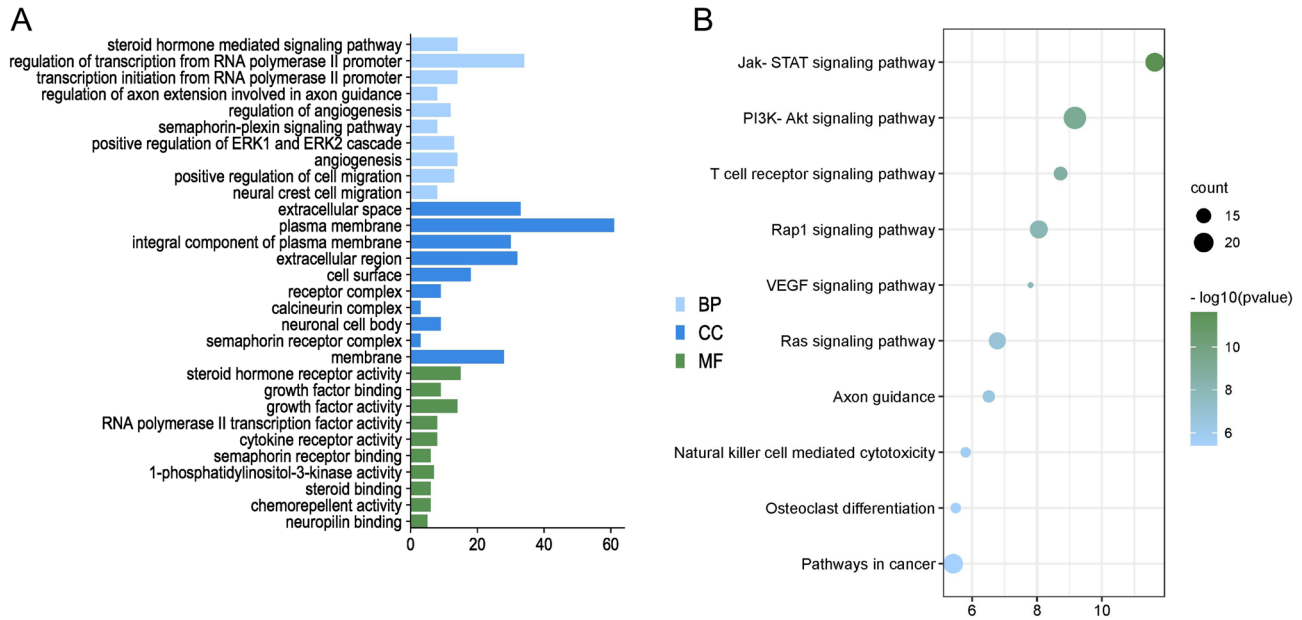 A
steroid hormone mediated signaling pathway
regulation of transcription from RNA polymerase II promoter
transcription initiation from RNA polymerase II promoter
regulation of axon extension involved in axon guidance
regulation of angiogenesis
semaphorin-plexin signaling pathway
positive regulation of ERK1 and ERK2 cascade
angiogenesis
positive regulation of cell migration
neural crest cell migration
extracellular space
plasma membrane
integral component of plasma membrane
extracellular region
cell surface
receptor complex
calcineurin complex
neuronal cell body
semaphorin receptor complex
membrane
steroid hormone receptor activity
growth factor binding
growth factor activity
RNA polymerase II transcription factor activity
cytokine receptor activity
semaphorin receptor binding
1-phosphatidylinositol-3-kinase activity
steroid binding
chemorepellent activity
neuropilin binding
0 20 40 60
BP
CC
MF
B
Jak- STAT signaling pathway
PI3K- Akt signaling pathway
T cell receptor signaling pathway
Rap1 signaling pathway
VEGF signaling pathway
Ras signaling pathway
Axon guidance
Natural killer cell mediated cytotoxicity
Osteoclast differentiation
Pathways in cancer
6 8 10
count
15
20
- log10(pvalue)
10
8
6